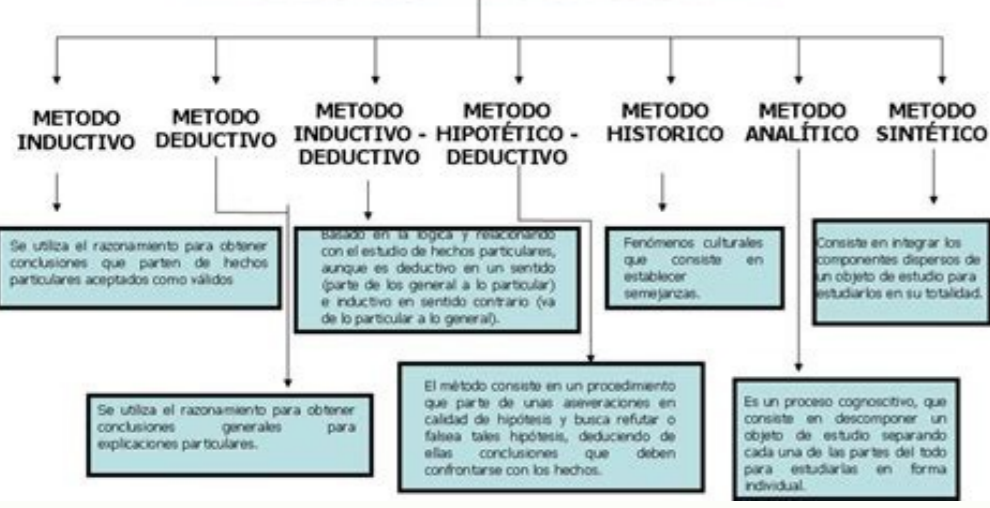 METODO
INDUCTIVO
METODO
DEDUCTIVO
METODO
INDUCTIVO -
DEDUCTIVO
METODO
HIPOTÉTICO -
DEDUCTIVO
METODO
HISTORICO
METODO
ANALÍTICO
METODO
SINTÉTICO
Se utiliza el razonamiento para obtener
conclusiones que parten de hechos
particulares aceptados como válidos
Basado en la lógica y relacionando
con el estudio de hechos particulares,
aunque es deductivo en un sentido
(parte de los general a lo particular)
e inductivo en sentido contrario (va
de lo particular a lo general).
Fenómenos culturales
que consiste en
establecer
semejanzas.
Consiste en integrar los
componentes dispersos de
un objeto de estudio para
estudiarlos en su totalidad.
Se utiliza el razonamiento para obtener
conclusiones generales para
explicaciones particulares.
El método consiste en un procedimiento
que parte de unas aseveraciones en
calidad de hipótesis y busca refutar o
falsea tales hipótesis, deduciendo de
ellas conclusiones que deben
confrontarse con los hechos.
Es un proceso cognoscitivo, que
consiste en descomponer un
objeto de estudio separando
cada una de las partes del todo
para estudiarlas en forma
individual.